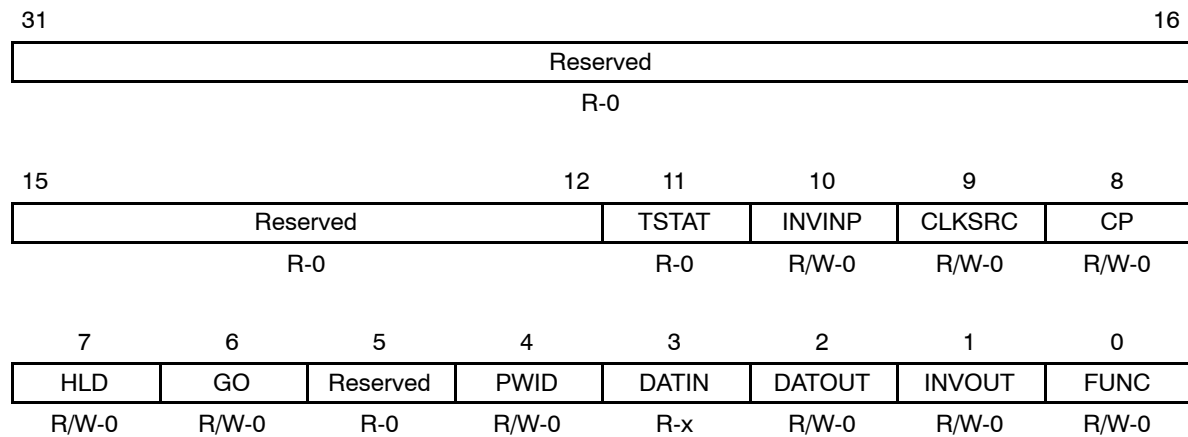 31 16
Reserved
R-0
15 12 11 10 9 8
Reserved TSTAT INVINP CLKSRC CP
R-0 R-0 R/W-0 R/W-0 R/W-0
7 6 5 4 3 2 1 0
HLD GO Reserved PWID DATIN DATOUT INVOUT FUNC
R/W-0 R/W-0 R-0 R/W-0 R-x R/W-0 R/W-0 R/W-0